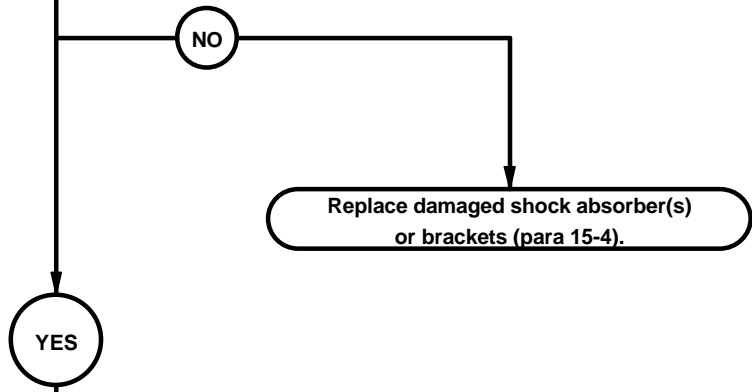 NO
Replace damaged shock absorber(s)
or brackets (para 15-4).
YES